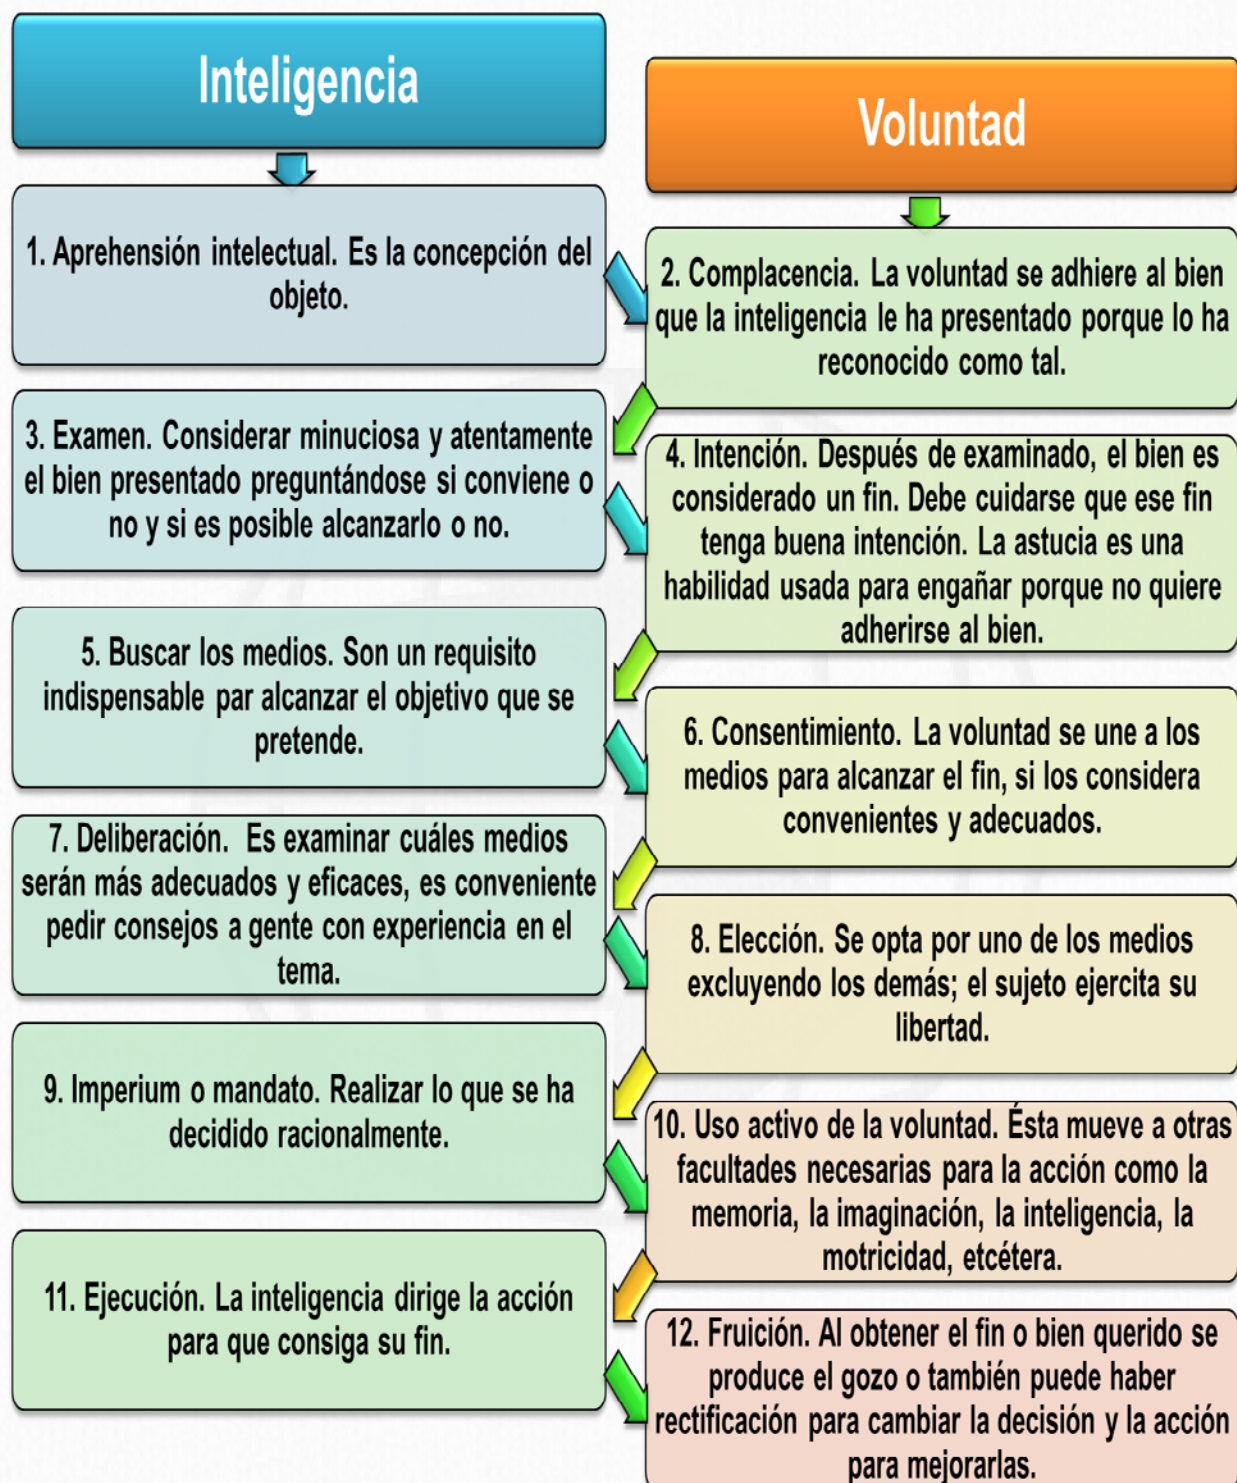 Inteligencia
Voluntad
1. Aprehensión intelectual. Es la concepción del
objeto.
2. Complacencia. La voluntad se adhiere al bien
que la inteligencia le ha presentado porque lo ha
reconocido como tal.
3. Examen. Considerar minuciosa y atentamente
el bien presentado preguntándose si conviene o
no y si es posible alcanzarlo o no.
4. Intención. Después de examinado, el bien es
considerado un fin. Debe cuidarse que ese fin
tenga buena intención. La astucia es una
habilidad usada para engañar porque no quiere
adherirse al bien.
5. Buscar los medios. Son un requisito
indispensable par alcanzar el objetivo que se
pretende.
6. Consentimiento. La voluntad se une a los
medios para alcanzar el fin, si los considera
convenientes y adecuados.
7. Deliberación. Es examinar cuáles medios
serán más adecuados y eficaces, es conveniente
pedir consejos a gente con experiencia en el
tema.
8. Elección. Se opta por uno de los medios
excluyendo los demás; el sujeto ejercita su
libertad.
9. Imperium o mandato. Realizar lo que se ha
decidido racionalmente.
10. Uso activo de la voluntad. Ésta mueve a otras
facultades necesarias para la acción como la
memoria, la imaginación, la inteligencia, la
motricidad, etcétera.
11. Ejecución. La inteligencia dirige la acción
para que consiga su fin.
12. Fruición. Al obtener el fin o bien querido se
produce el gozo o también puede haber
rectificación para cambiar la decisión y la acción
para mejorarlas.